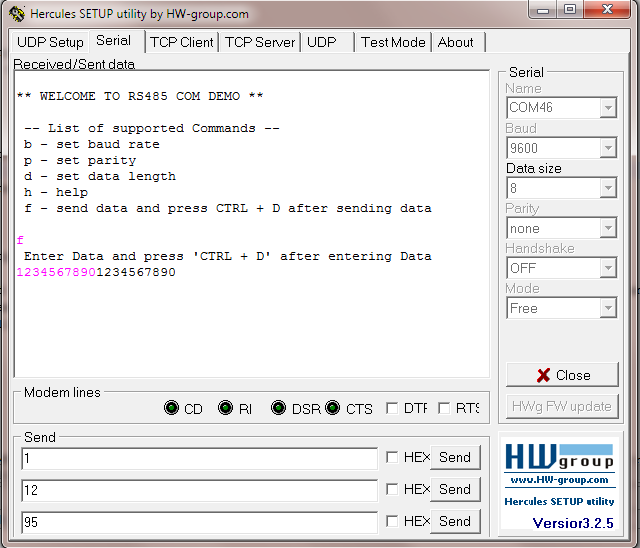 Hercules SETUP utility by HW-group.com
UDP Setup Serial TCP Client TCP Server UDP Test Mode About
Received/Sent data
** WELCOME TO RS485 COM DEMO **
-- List of supported Commands --
b - set baud rate
p - set parity
d - set data length
h - help
f - send data and press CTRL + D after sending data
f
Enter Data and press 'CTRL + D' after entering Data
12345678901234567890
Serial
Name
COM46
Baud
9600
Data size
8
Parity
none
Handshake
OFF
Mode
Free
Close
HWg FW update
Modem lines
CD RI DSR CTS DTR RTS
Send
1 HEX Send
12 HEX Send
95 HEX Send
HW group
www.HW-group.com
Hercules SETUP utility
Version3.2.5